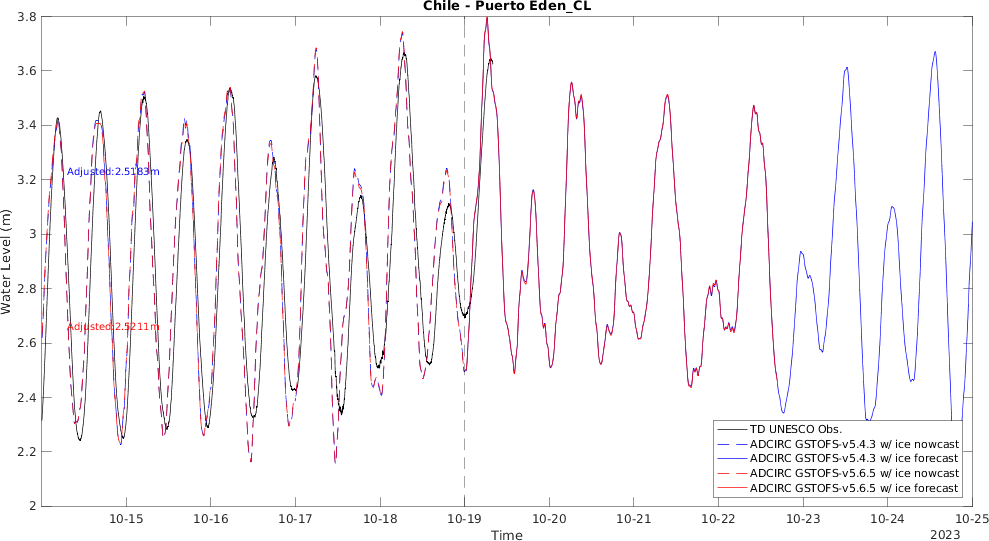 Chile - Puerto Eden_CL
3.8
3.6
3.4
3.2
3
2.8
2.6
2.4
2.2
2
Water Level (m)
Adjusted:2.5183m
Adjusted:2.5211m
TD UNESCO Obs.
ADCIRC GSTOFS-v5.4.3 w/ ice nowcast
ADCIRC GSTOFS-v5.4.3 w/ ice forecast
ADCIRC GSTOFS-v5.6.5 w/ ice nowcast
ADCIRC GSTOFS-v5.6.5 w/ ice forecast
10-15 10-16 10-17 10-18 10-19 10-20 10-21 10-22 10-23 10-24 10-25
Time
2023